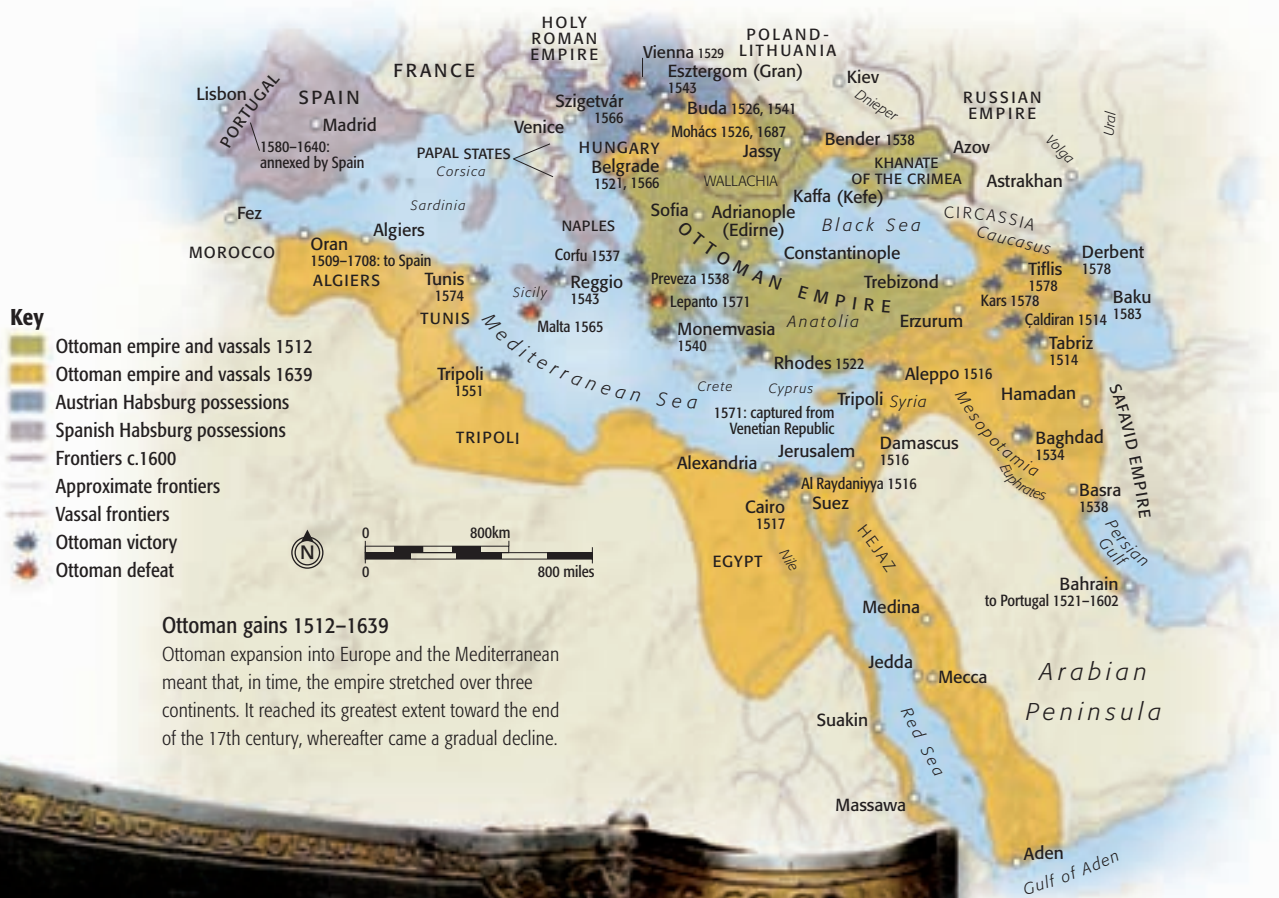 HOLY
ROMAN
EMPIRE
POLAND-
LITHUANIA
Vienna 1529
Esztergom (Gran)
1543
FRANCE
Kiev
Dnieper
RUSSIAN
EMPIRE
Ural
Volga
Lisbon
PORTUGAL
SPAIN
Madrid
1580–1640:
annexed by Spain
Szigetvár
1566
Buda 1526, 1541
Venice
Mohács 1526, 1687
Bender 1538
Jassy
Azov
PAPAL STATES
Corsica
HUNGARY
Belgrade
1521, 1566
WALLACHIA
KHANATE
OF THE CRIMEA
Astrakhan
Kaffa (Kefe)
Sardinia
Fez
MOROCCO
Oran
1509–1708: to Spain
ALGIERS
Algiers
NAPLES
Sofia
Adrianople
(Edirne)
Black Sea
CIRCASSIA
Caucasus
Derbent
1578
OTTOMAN EMPIRE
Constantinople
Corfu 1537
Tunis
1574
TUNIS
Sicily
Reggio
1543
Preveza 1538
Trebizond
Tiflis
1578
Kars 1578
Baku
1583
Malta 1565
Lepanto 1571
Anatolia
Erzurum
Çaldiran 1514
Monemvasia
1540
Tabriz
1514
Mediterranean Sea
Tripoli
1551
Rhodes 1522
Aleppo 1516
Crete
Cyprus
Tripoli
Syria
Hamadan
SAFAVID EMPIRE
1571: captured from
Venetian Republic
Mesopotamia
Damascus
1516
Baghdad
1534
TRIPOLI
Jerusalem
Alexandria
Euphrates
Al Raydaniyya 1516
Basra
1538
Cairo
1517
Suez
Persian
Gulf
EGYPT
Nile
HEJAZ
Bahrain
to Portugal 1521–1602
Medina
Jedda
Mecca
Arabian
Peninsula
Suakin
Red Sea
Massawa
Aden
Gulf of Aden
Key
Ottoman empire and vassals 1512
Ottoman empire and vassals 1639
Austrian Habsburg possessions
Spanish Habsburg possessions
Frontiers c.1600
Approximate frontiers
Vassal frontiers
Ottoman victory
Ottoman defeat
N
0 800km
0 800 miles
Ottoman gains 1512–1639
Ottoman expansion into Europe and the Mediterranean
meant that, in time, the empire stretched over three
continents. It reached its greatest extent toward the end
of the 17th century, whereafter came a gradual decline.